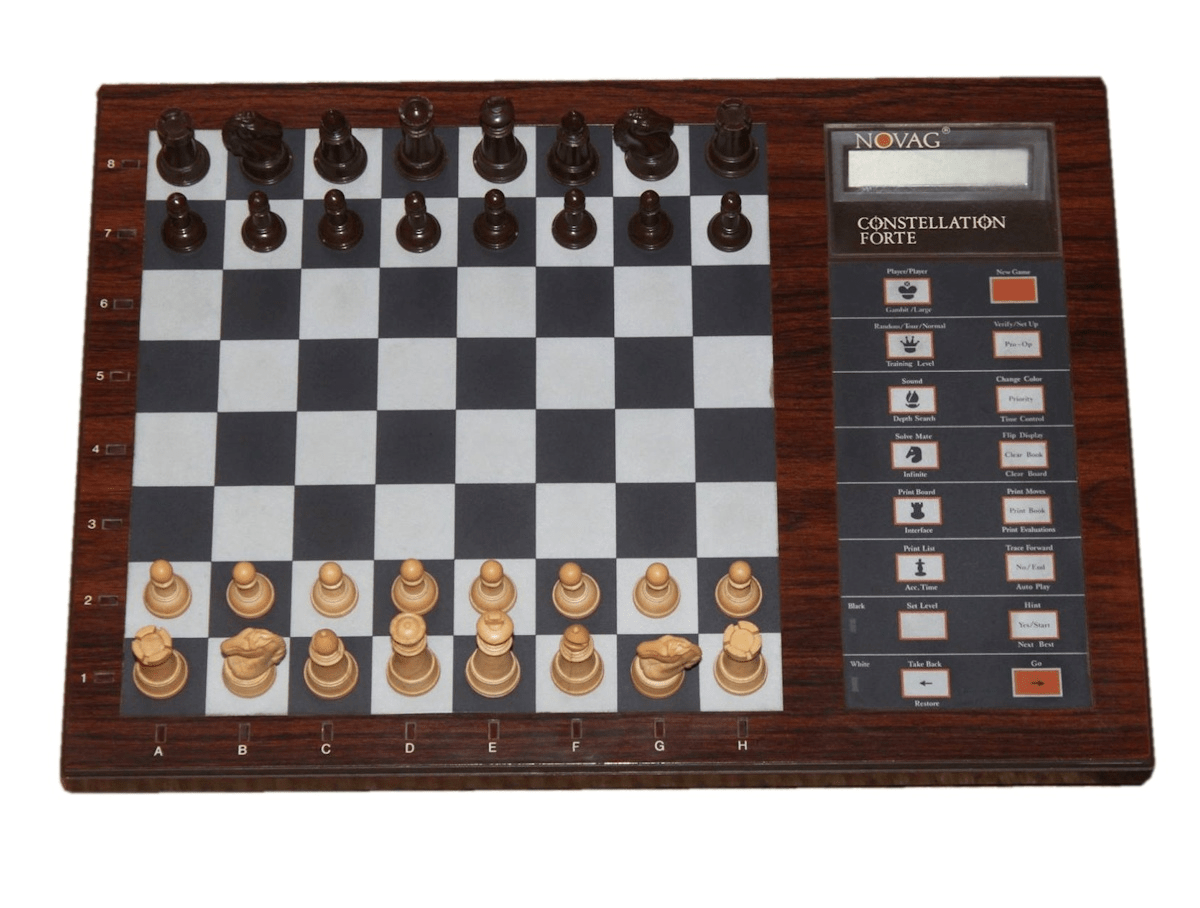 NOVAG®
CONSTELLATION
FORTE
Player/Player
New Game
Gambit/Large
Random/Tour/Normal
Verify/Set Up
Pro-Op
Training Level
Sound
Change Color
Priority
Depth Search
Time Control
Solve Mate
Flip Display
Clear Book
Infinite
Clear Board
Print Board
Print Moves
Print Book
Interface
Print Evaluations
Print List
Trace Forward
No/End
Acc. Time
Auto Play
Black
Set Level
Hint
Yes/Start
Next Best
White
Take Back
Go
←
→
Restore
8
7
6
5
4
3
2
1
A B C D E F G H